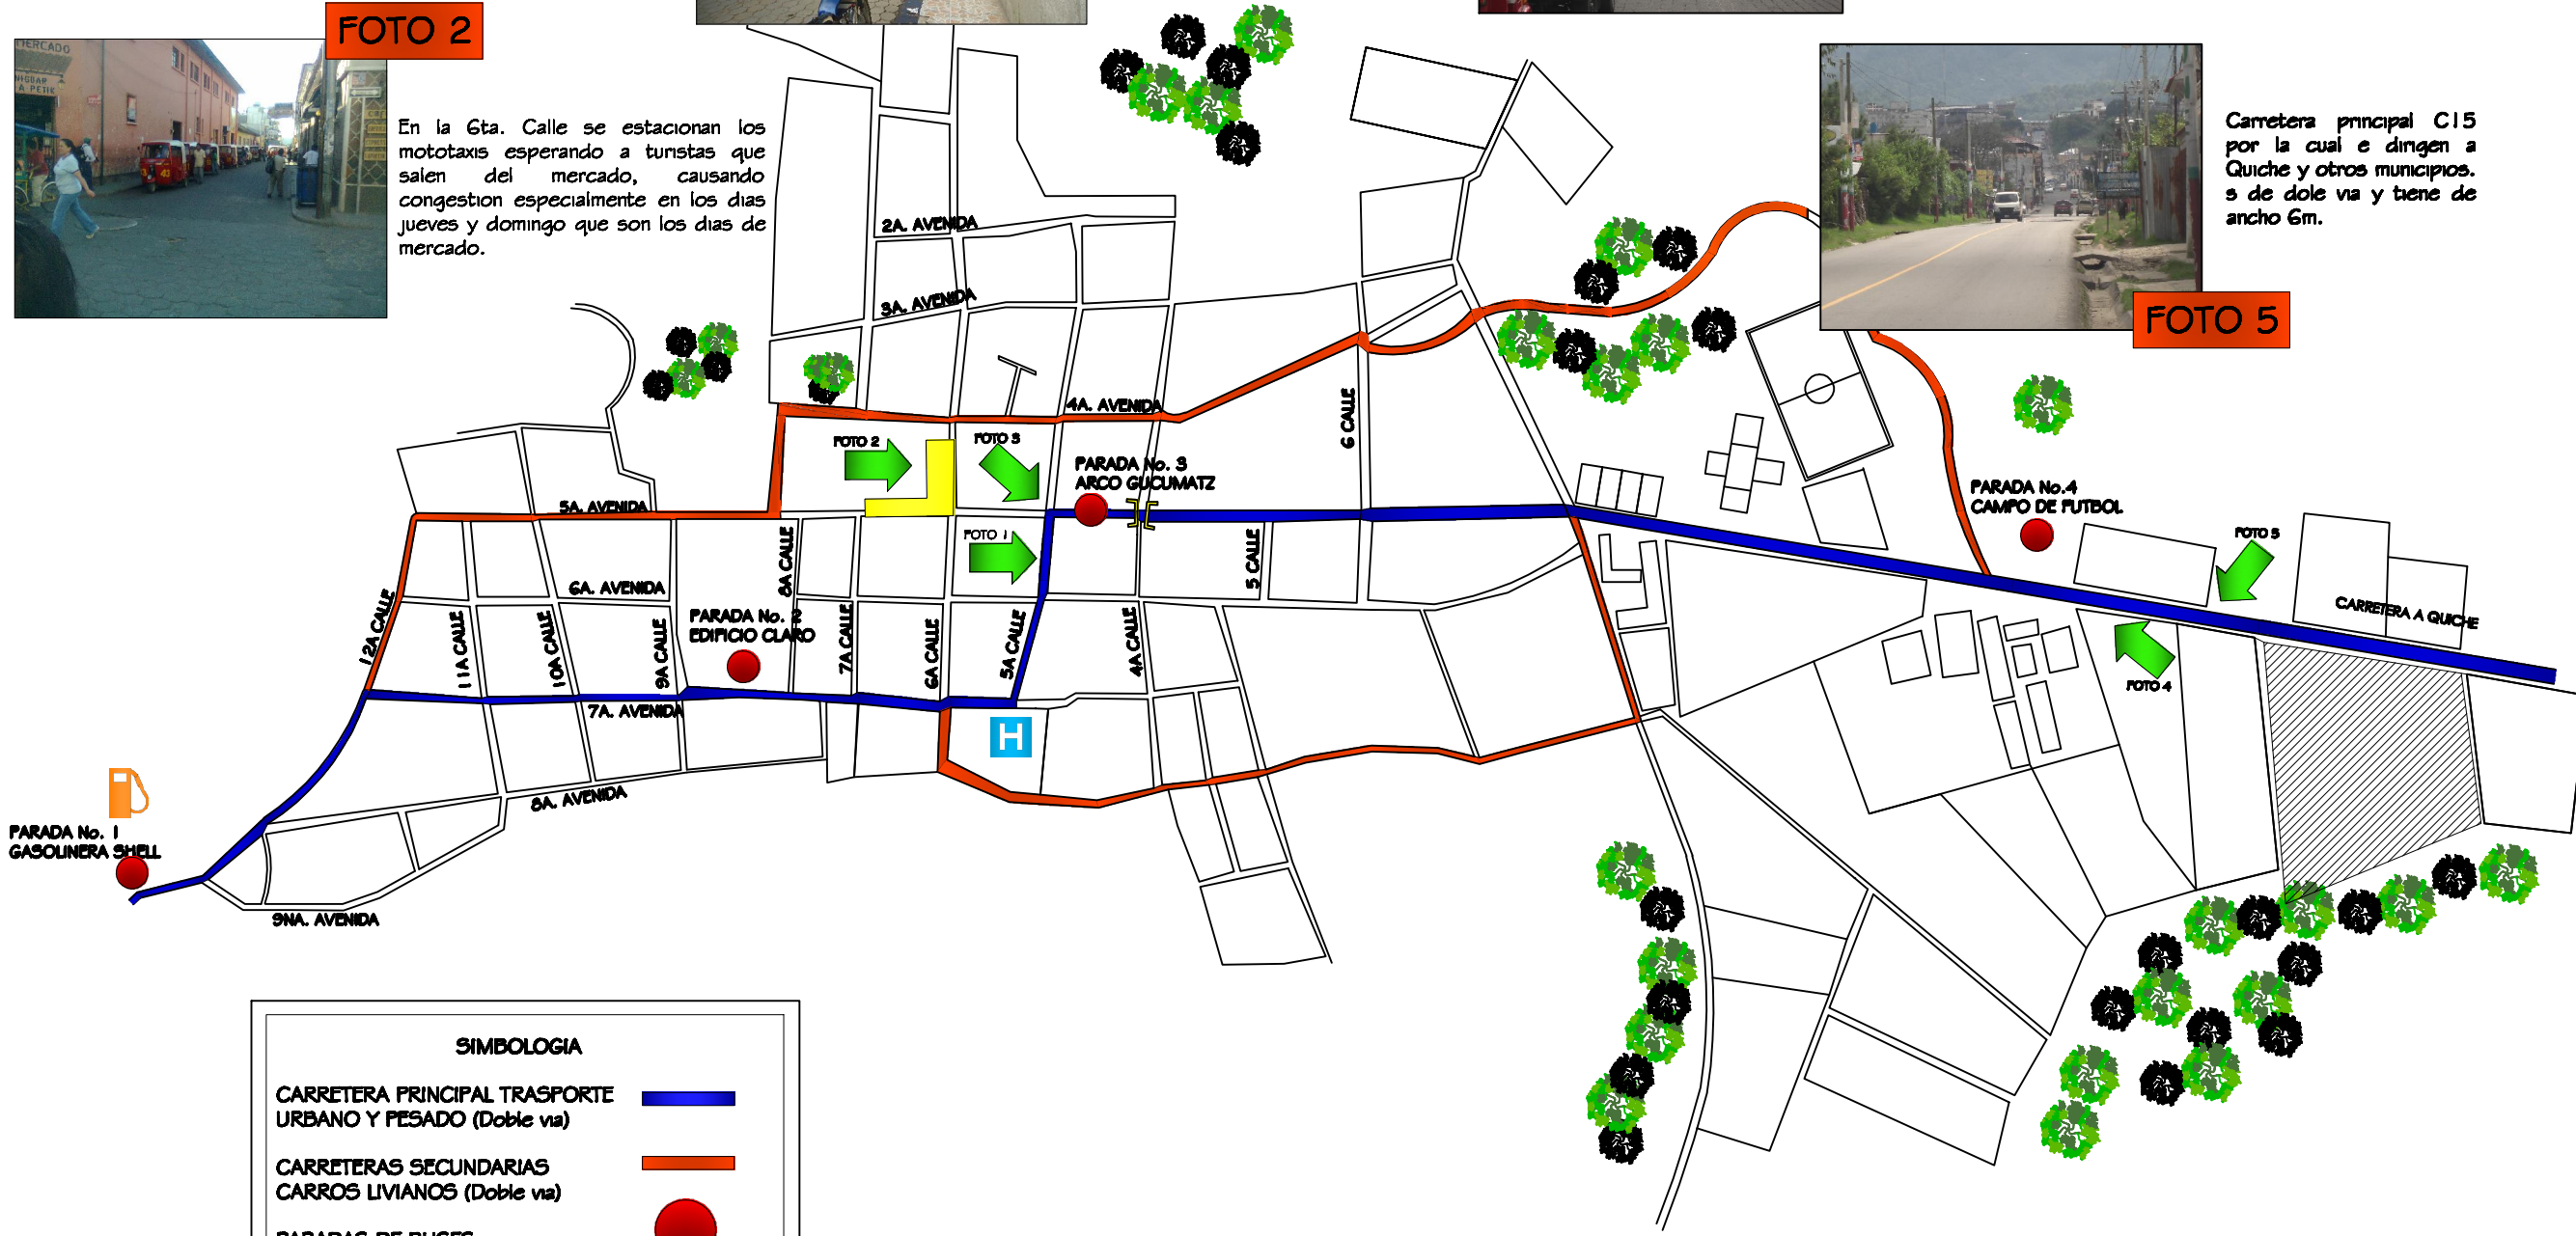 FOTO 2
MERCADO
En la 6ta. Calle se estacionan los
mototaxis esperando a turistas que
salen del mercado, causando
congestion especialmente en los dias
jueves y domingo que son los dias de
mercado.
Carretera principal C15
por la cual e dirigen a
Quiche y otros municipios.
s de dole via y tiene de
ancho 6m.
FOTO 5
2A. AVENIDA
3A. AVENIDA
4A. AVENIDA
6 CALLE
FOTO 2
FOTO 3
PARADA No. 3
ARCO GUCUMATZ
5A. AVENIDA
8A CALLE
FOTO 1
5 CALLE
PARADA No.4
CAMPO DE FUTBOL
FOTO 5
CARRETERA A QUICHE
FOTO 4
6A. AVENIDA
12A CALLE
11A CALLE
10A CALLE
9A CALLE
PARADA No. 2
EDIFICIO CLARO
7A CALLE
6A CALLE
5A CALLE
4A CALLE
7A. AVENIDA
H
8A. AVENIDA
PARADA No. 1
GASOLINERA SHELL
9NA. AVENIDA
SIMBOLOGIA
CARRETERA PRINCIPAL TRASPORTE
URBANO Y PESADO (Doble via)
CARRETERAS SECUNDARIAS
CARROS LIVIANOS (Doble via)
PARADAS DE BUSES